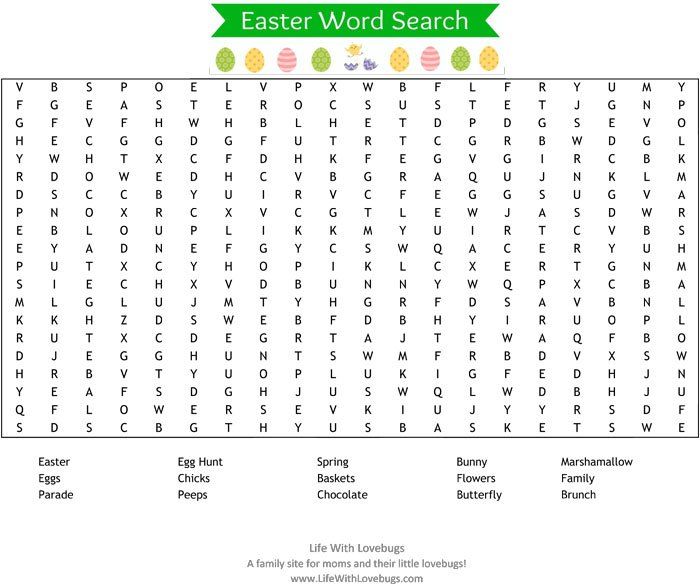 Easter Word Search
V B S P O E L V P X W B F L F R Y U M Y
F G E A S T E R O C S U S T E T J G N P
G F V F H W H B L H E T D P D G S E V O
H E C G G D G F U T R T C G R B W D G L
Y W H T X C F D H K F E G V G I R C B K
R D O W E D H C V B G R A Q U J N K L M
D S C C B Y U I R V C F E G G S U G V A
P N O X R C X V C G T L E W J A S D W R
E B L O U P L I K K M Y U I R T C V B S
E Y A D N E F G Y C S W Q A C E R Y U H
P U T X C Y H O P I K L C X E R T G N M
S I E C H X V D B U N N Y W Q P X C B A
M L G L U J M T Y H G R F D S A V B N L
K K H Z D S W E B F D B H Y I R U O P L
R U T X C D E G R T A J T E W A Q F B O
D J E G G H U N T S W M F R B D V X S W
H R B V T Y U O P L U K I G F E D H J N
Y E A F S D G H J U S W Q L W D B H J U
Q F L O W E R S E V K I U J Y Y R S D F
S D S C B G T H Y U S B A S K E T S W E
Easter Egg Hunt Spring Bunny Marshamallow
Eggs Chicks Baskets Flowers Family
Parade Peeps Chocolate Butterfly Brunch
Life With Lovebugs
A family site for moms and their little lovebugs!
www.LifeWithLovebugs.com